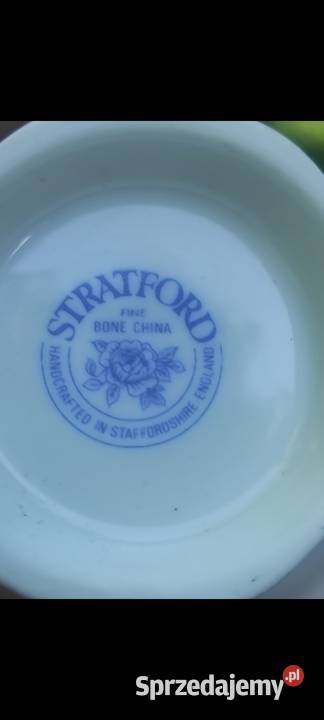 STRATFORD
FINE
BONE CHINA
HANDCRAFTED IN STAFFORDSHIRE ENGLAND
Sprzedajemy.pl